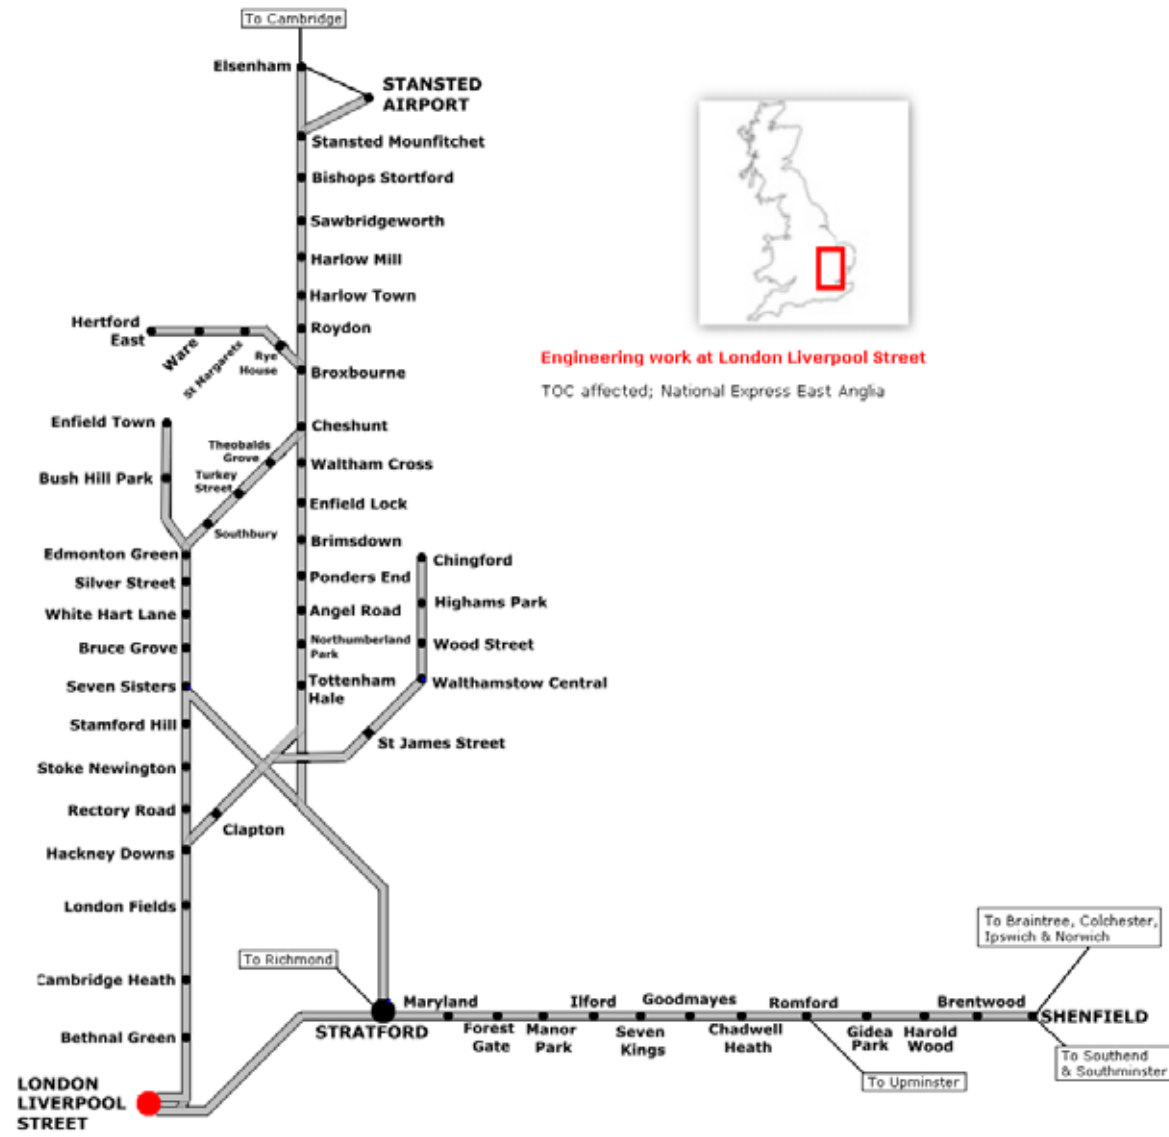 To Cambridge
Elsenham
STANSTED
AIRPORT
Stansted Mounfitchet
Bishops Stortford
Sawbridgeworth
Harlow Mill
Harlow Town
Roydon
Hertford
East
Ware
St Margarets
Rye
House
Broxbourne
Engineering work at London Liverpool Street
TOC affected; National Express East Anglia
Enfield Town
Cheshunt
Theobalds
Grove
Waltham Cross
Bush Hill Park
Turkey
Street
Enfield Lock
Southbury
Brimsdown
Edmonton Green
Chingford
Silver Street
Ponders End
White Hart Lane
Angel Road
Highams Park
Bruce Grove
Northumberland
Park
Wood Street
Seven Sisters
Tottenham
Hale
Walthamstow Central
Stamford Hill
St James Street
Stoke Newington
Rectory Road
Clapton
Hackney Downs
London Fields
To Braintree, Colchester,
Ipswich & Norwich
To Richmond
Cambridge Heath
Maryland
Ilford
Goodmayes
Romford
Brentwood
SHENFIELD
STRATFORD
Forest
Gate
Manor
Park
Seven
Kings
Chadwell
Heath
Gidea
Park
Harold
Wood
Bethnal Green
To Southend
& Southminster
To Upminster
LONDON
LIVERPOOL
STREET